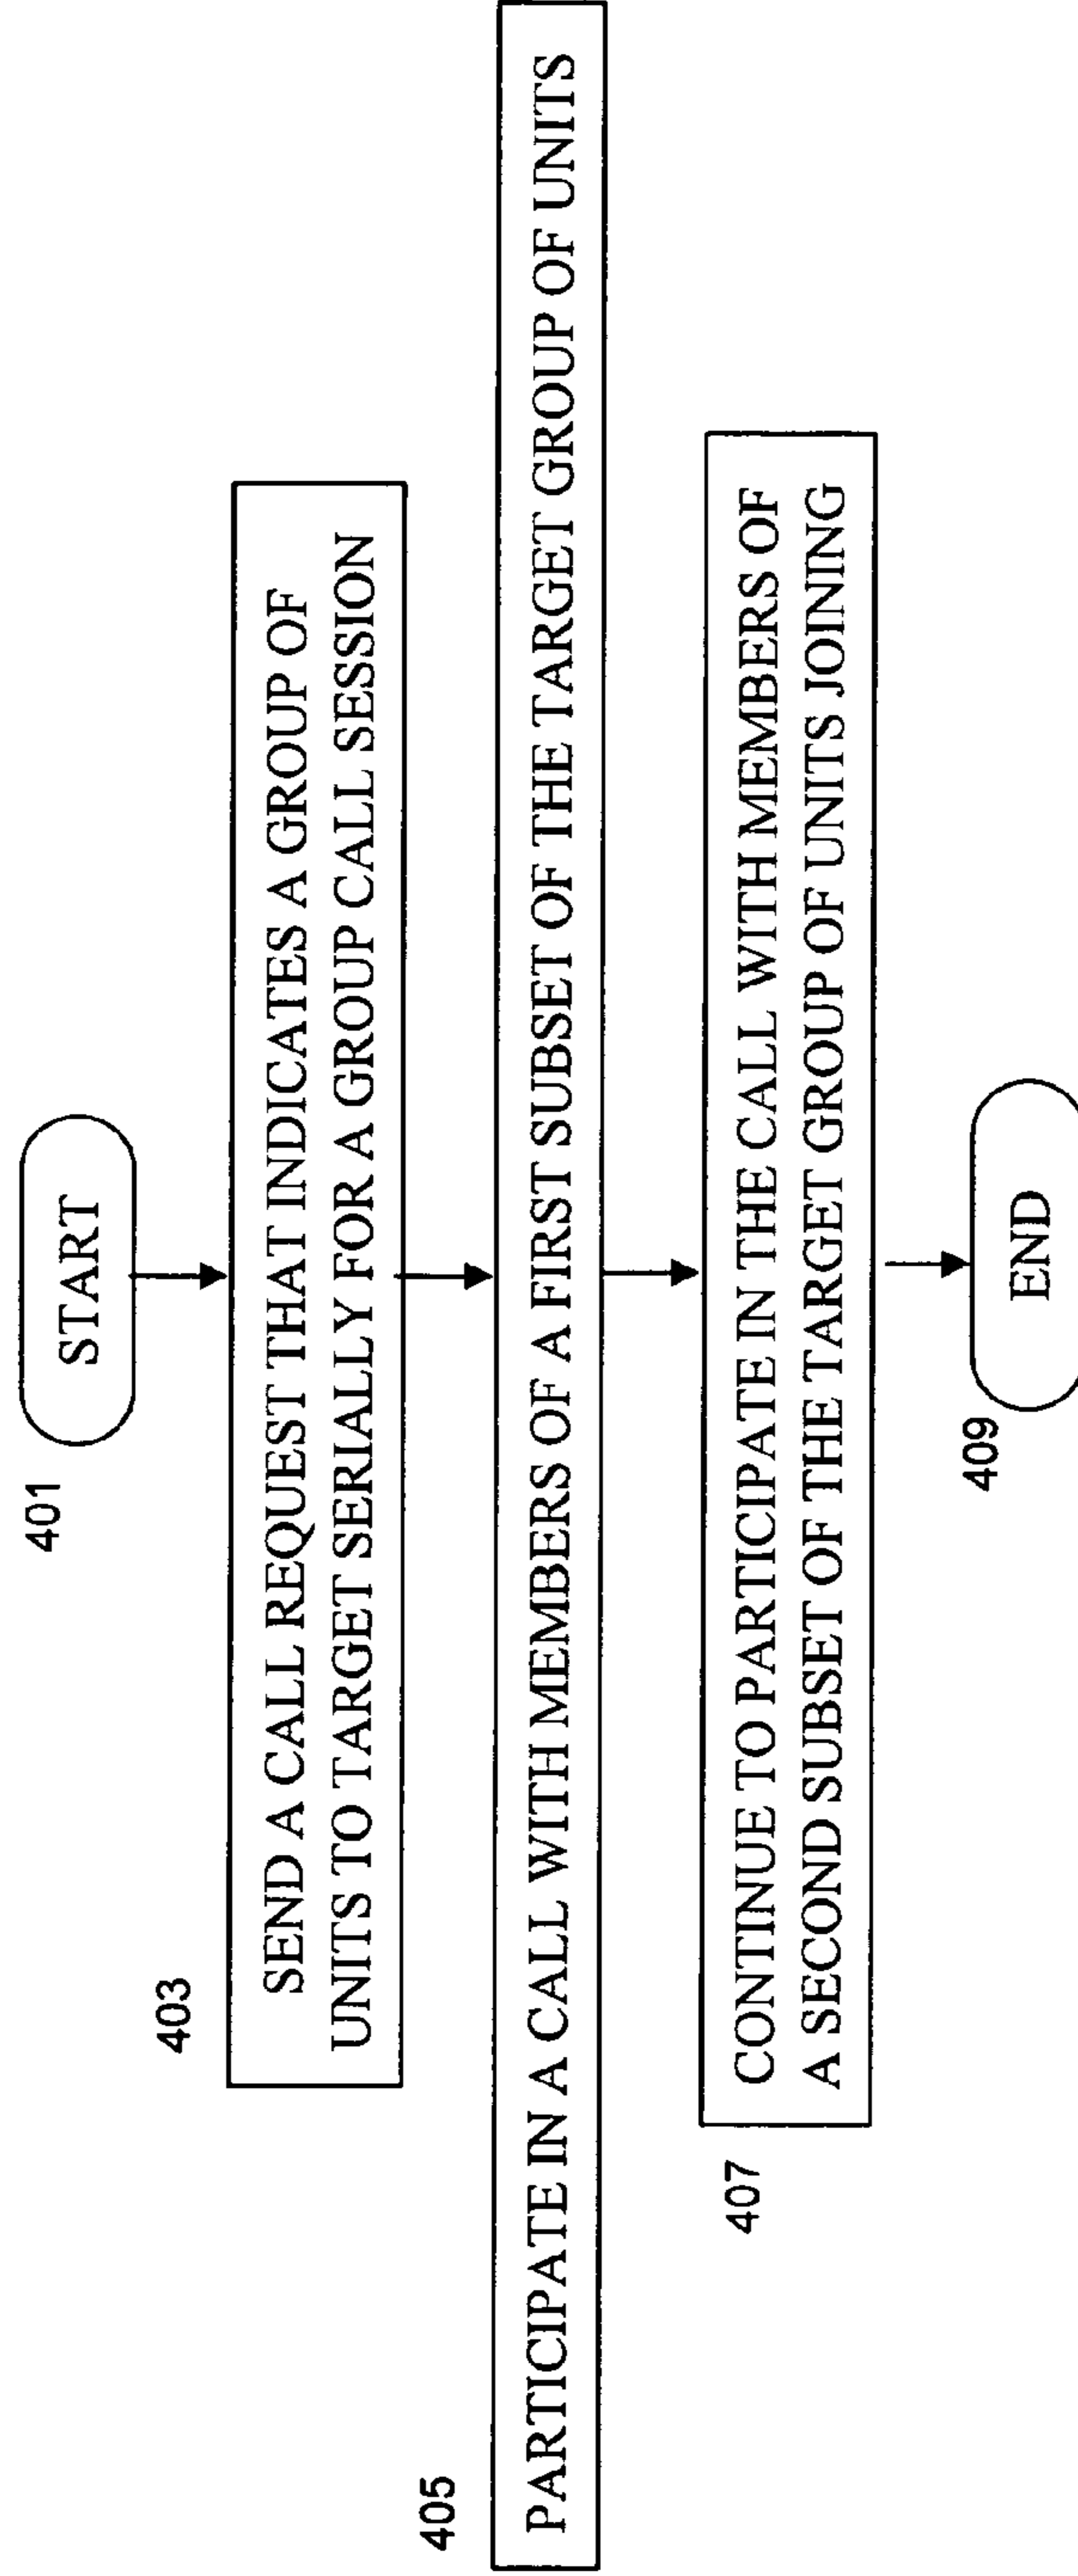 401
START
403
SEND A CALL REQUEST THAT INDICATES A GROUP OF
UNITS TO TARGET SERIALLY FOR A GROUP CALL SESSION
405
PARTICIPATE IN A CALL WITH MEMBERS OF A FIRST SUBSET OF THE TARGET GROUP OF UNITS
407
CONTINUE TO PARTICIPATE IN THE CALL WITH MEMBERS OF
A SECOND SUBSET OF THE TARGET GROUP OF UNITS JOINING
409
END